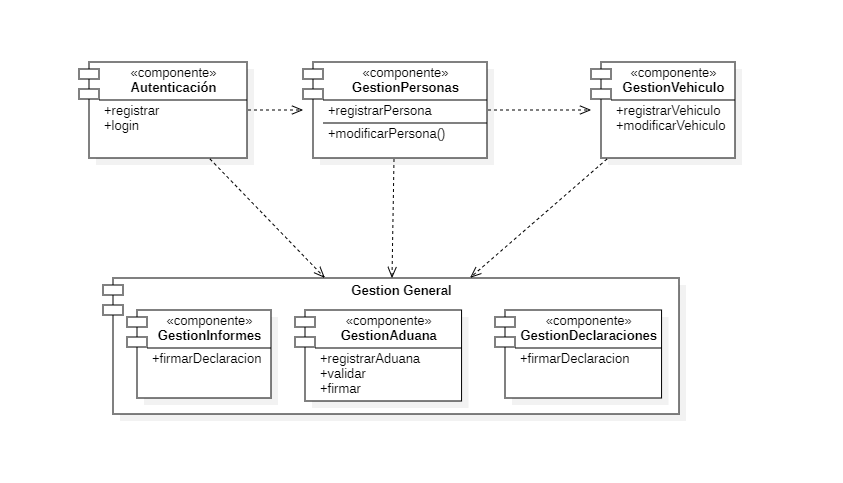 «componente»
Autenticación
+registrar
+login
«componente»
GestionPersonas
+registrarPersona
+modificarPersona()
«componente»
GestionVehiculo
+registrarVehiculo
+modificarVehiculo
Gestion General
«componente»
GestionInformes
+firmarDeclaracion
«componente»
GestionAduana
+registrarAduana
+validar
+firmar
«componente»
GestionDeclaraciones
+firmarDeclaracion